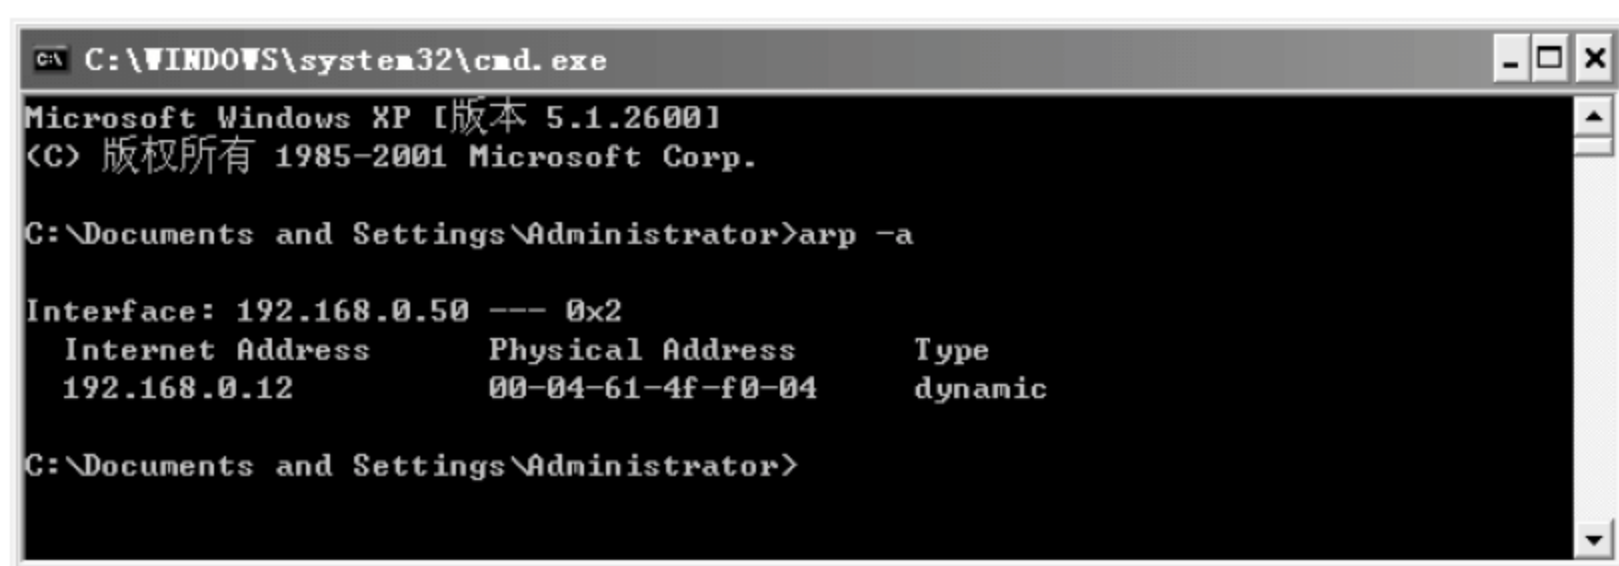 C:\WINDOWS\system32\cmd.exe
Microsoft Windows XP [版本 5.1.2600]
(C) 版权所有 1985-2001 Microsoft Corp.
C:\Documents and Settings\Administrator>arp -a
Interface: 192.168.0.50 --- 0x2
Internet Address Physical Address Type
192.168.0.12 00-04-61-4f-f0-04 dynamic
C:\Documents and Settings\Administrator>